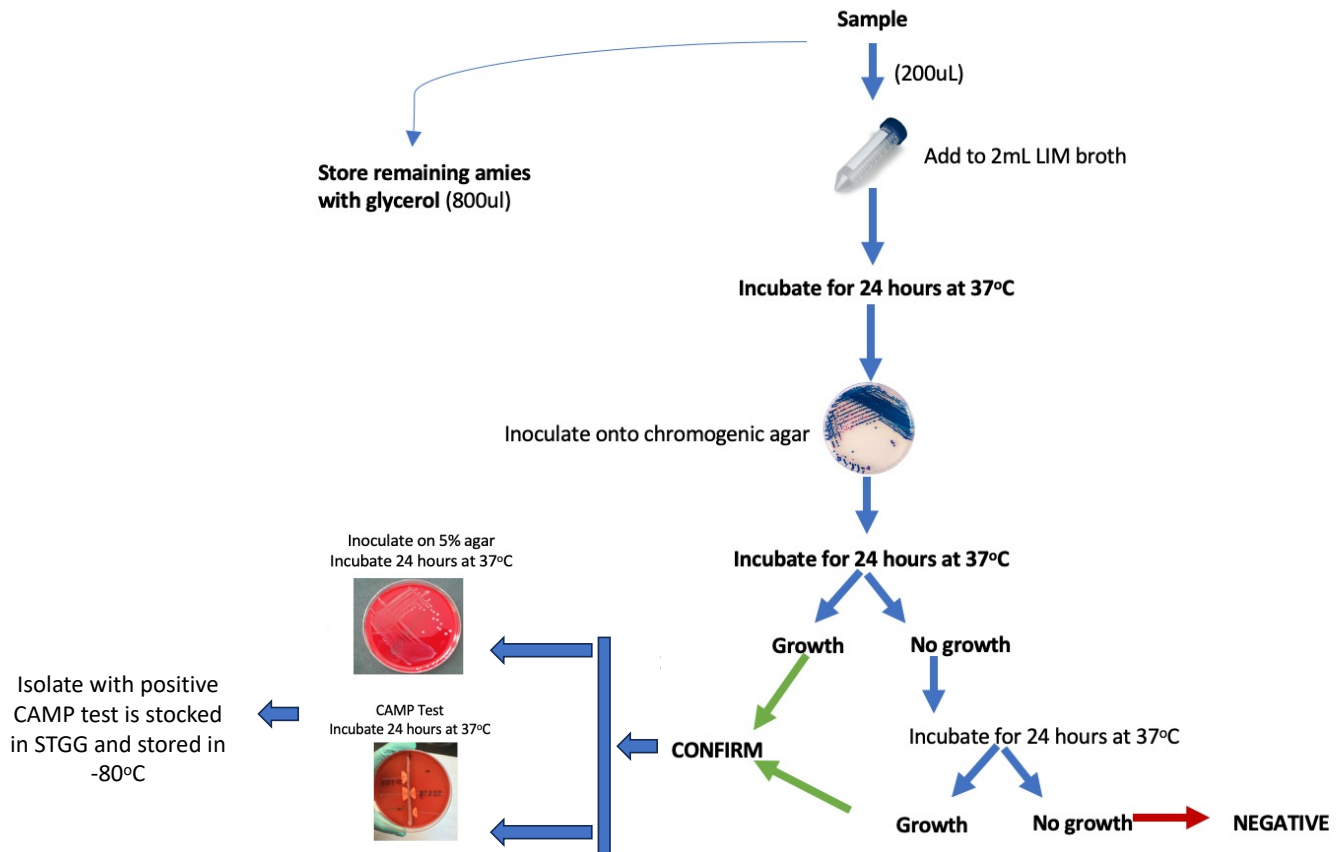 Sample
(200uL)
Add to 2mL LIM broth
Store remaining amies
with glycerol (800ul)
Incubate for 24 hours at 37oC
Inoculate onto chromogenic agar
Incubate for 24 hours at 37oC
Growth
No growth
Incubate for 24 hours at 37oC
Growth
No growth
NEGATIVE
CONFIRM
Inoculate on 5% agar
Incubate 24 hours at 37oC
CAMP Test
Incubate 24 hours at 37oC
Isolate with positive
CAMP test is stocked
in STGG and stored in
-80oC